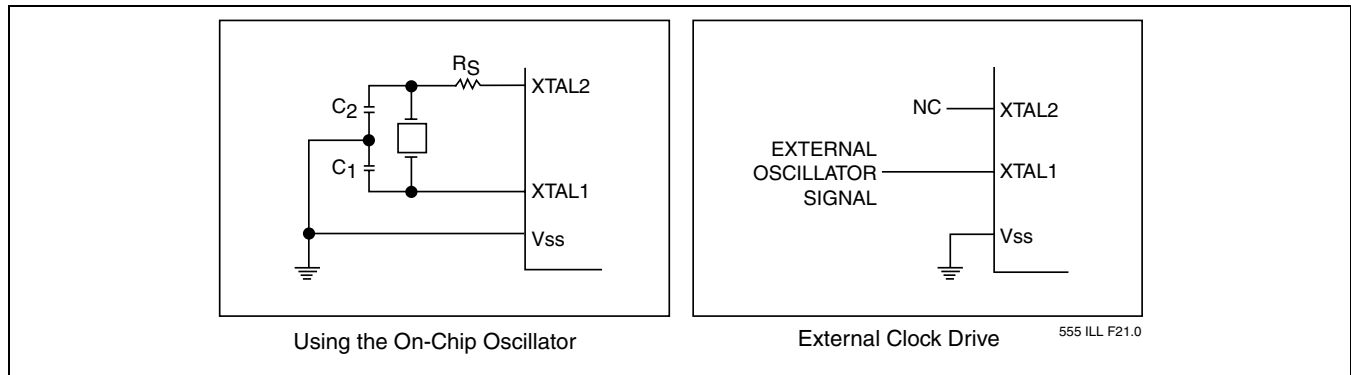 RS
XTAL2
C2
C1
XTAL1
Vss
Using the On-Chip Oscillator
NC
XTAL2
EXTERNAL
OSCILLATOR
SIGNAL
XTAL1
Vss
External Clock Drive
555 ILL F21.0